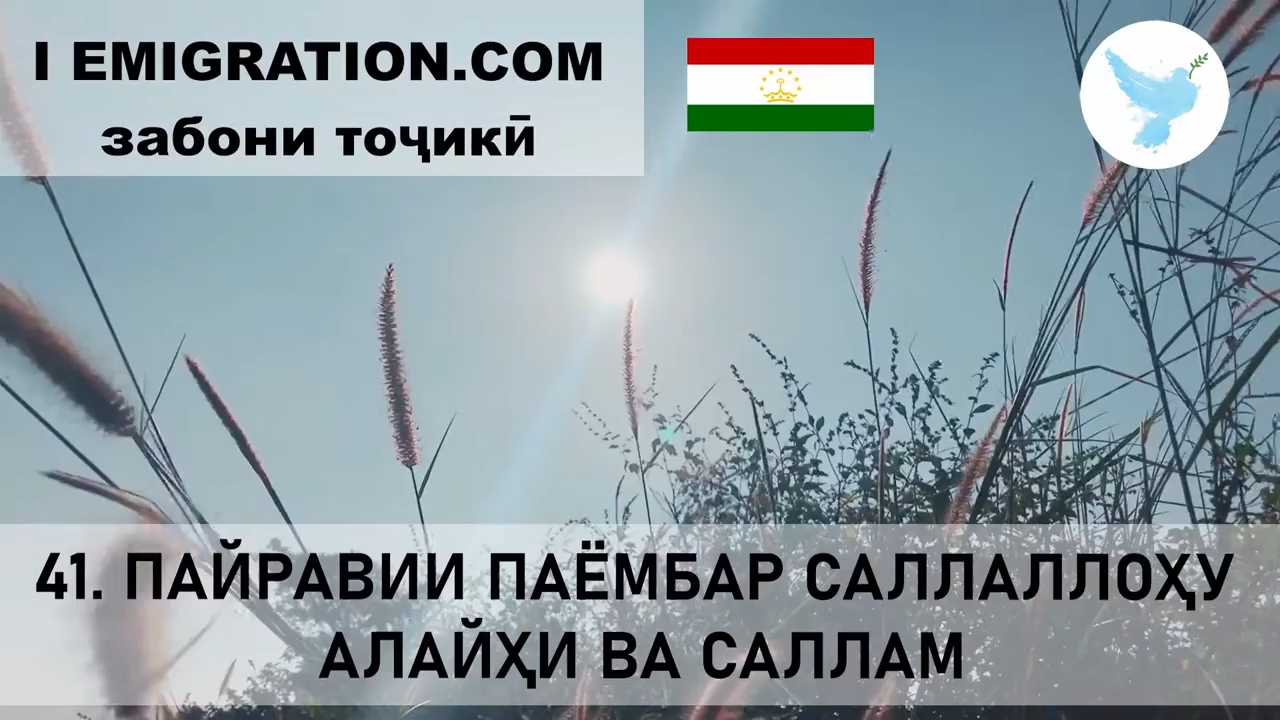 I EMIGRATION.COM
забони тоҷикӣ
41. ПАЙРАВИИ ПАЁМБАР САЛЛАЛЛОҲУ
АЛАЙҲИ ВА САЛЛАМ